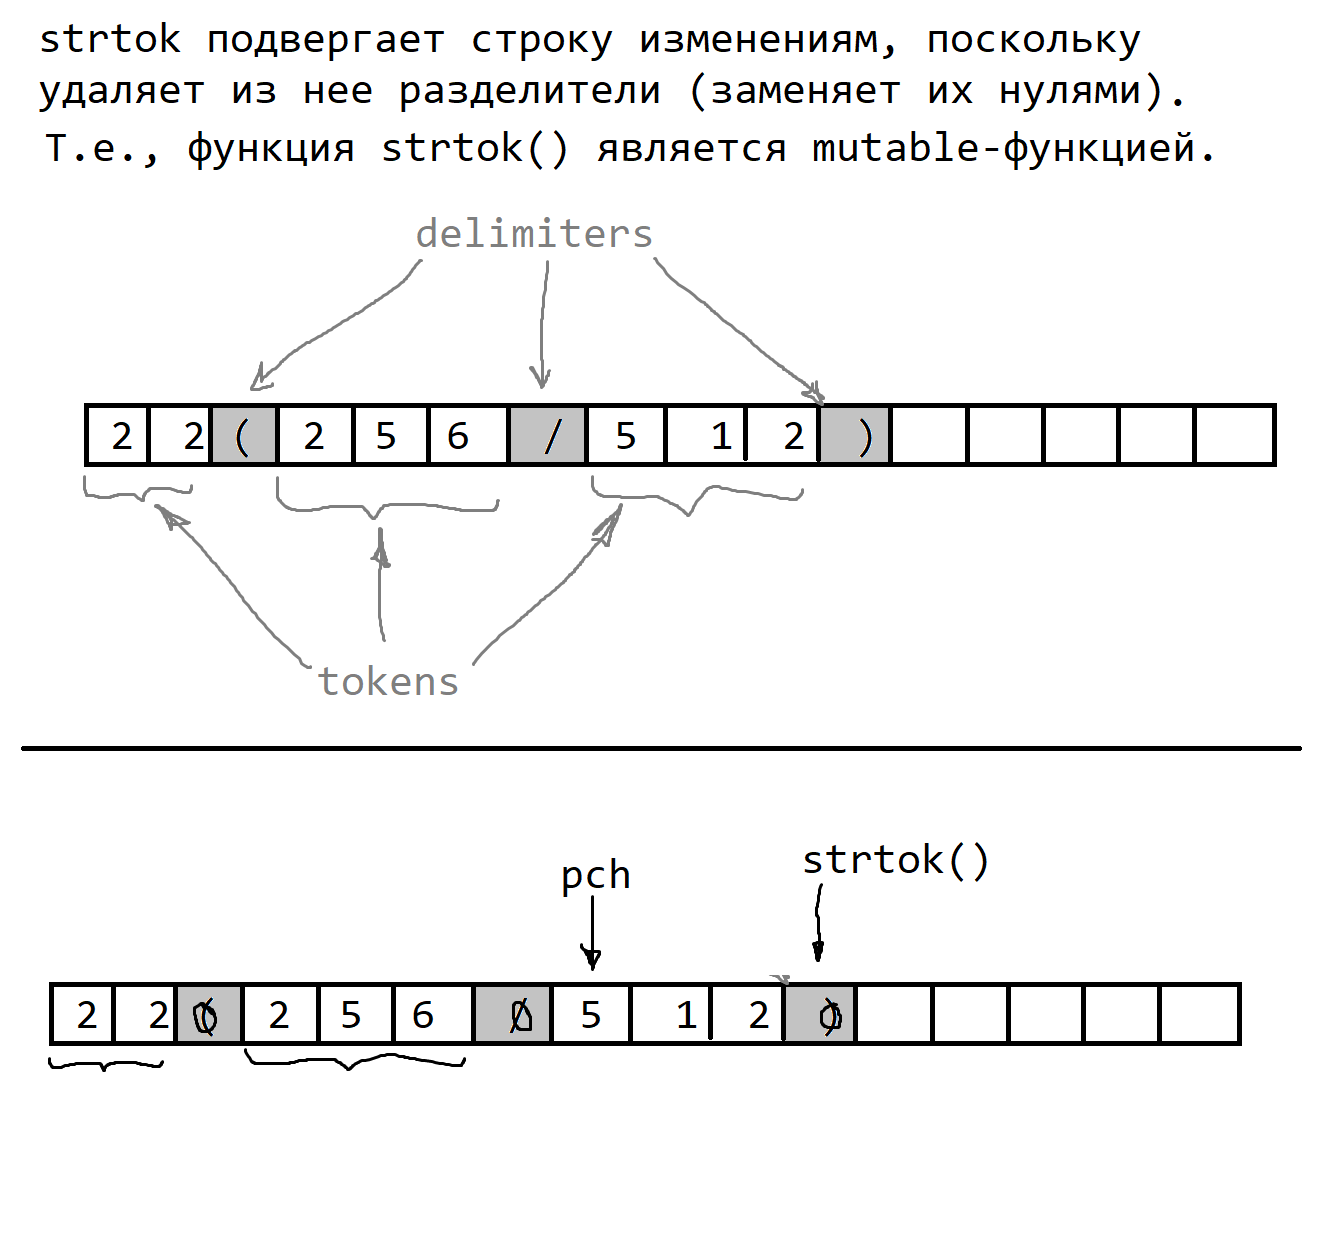 strtok подвергает строку изменениям, поскольку
удаляет из нее разделители (заменяет их нулями).
Т.е., функция strtok() является mutable-функцией.
delimiters
2 2 ( 2 5 6 / 5 1 2 )
tokens
pch strtok()
2 2 0 2 5 6 0 5 1 2 0